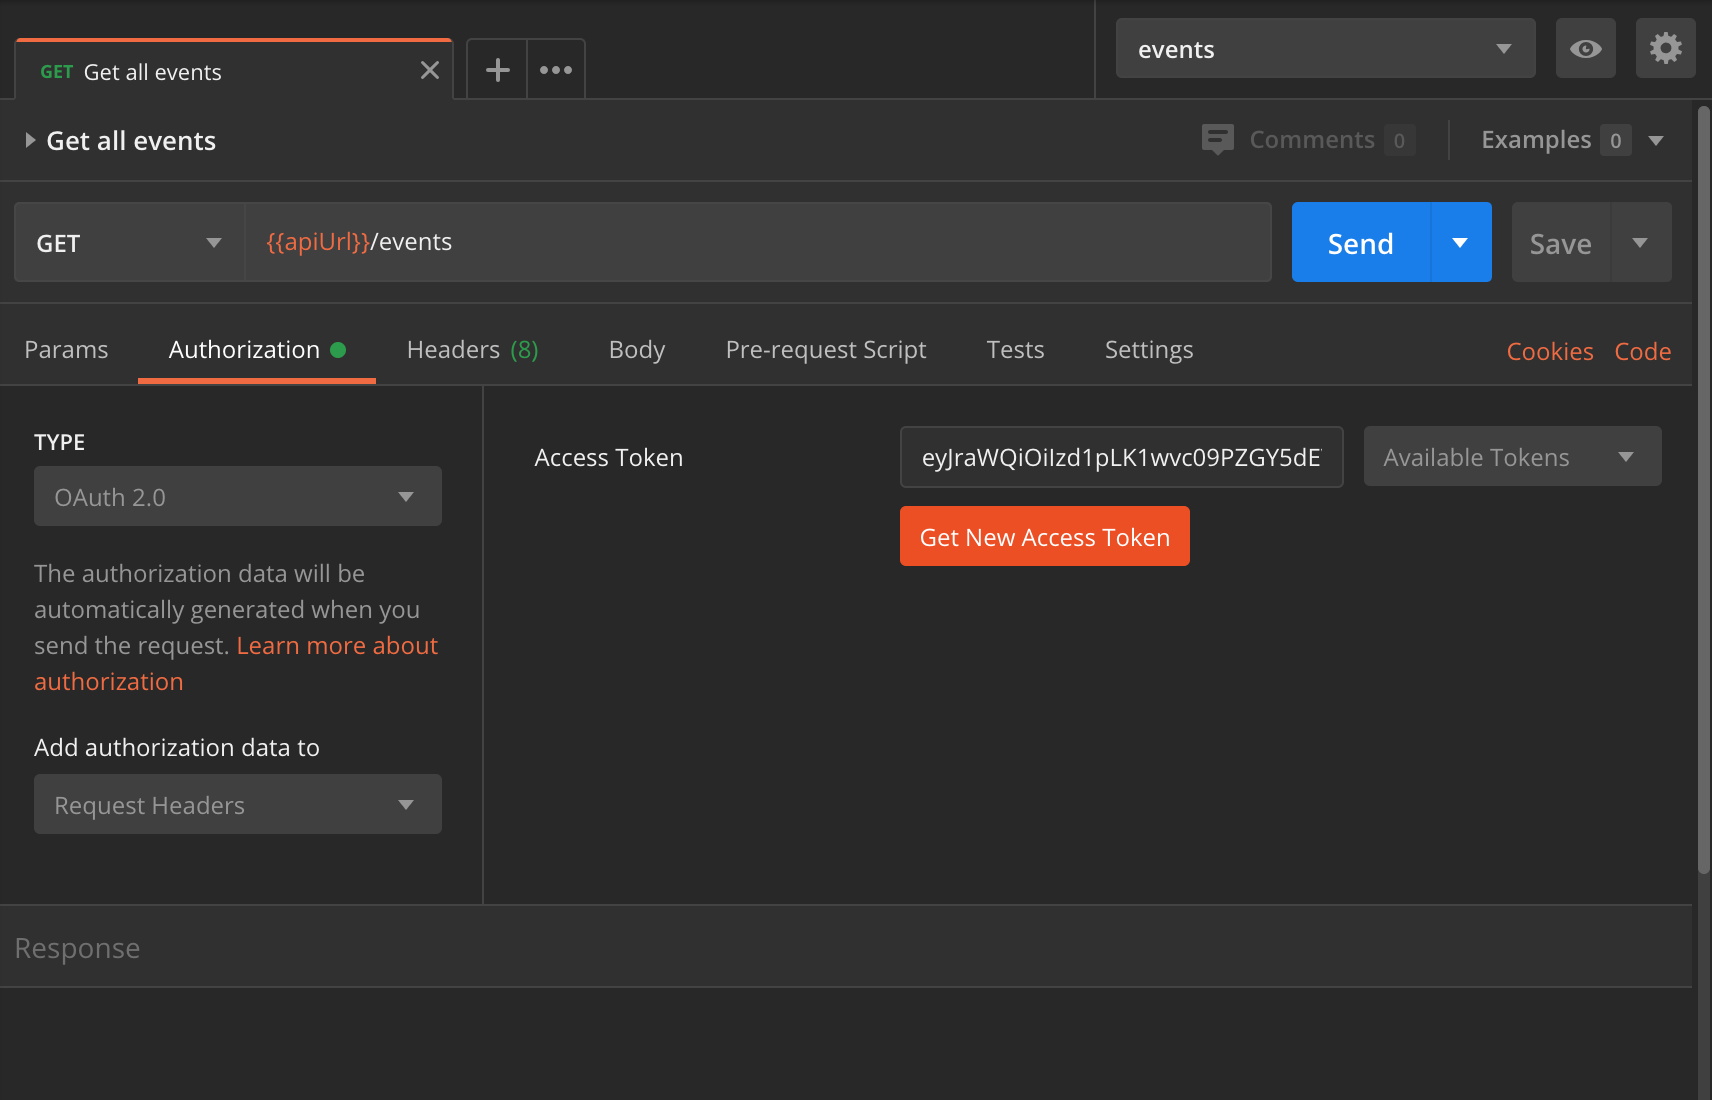 GET Get all events
events
Get all events
Comments 0
Examples 0
GET
{{apiUrl}}/events
Send
Save
Params
Authorization
Headers (8)
Body
Pre-request Script
Tests
Settings
Cookies
Code
TYPE
OAuth 2.0
The authorization data will be
automatically generated when you
send the request. Learn more about
authorization
Add authorization data to
Request Headers
Access Token
eyJraWQiOiIzd1pLK1wvc09PZGY5dE
Available Tokens
Get New Access Token
Response